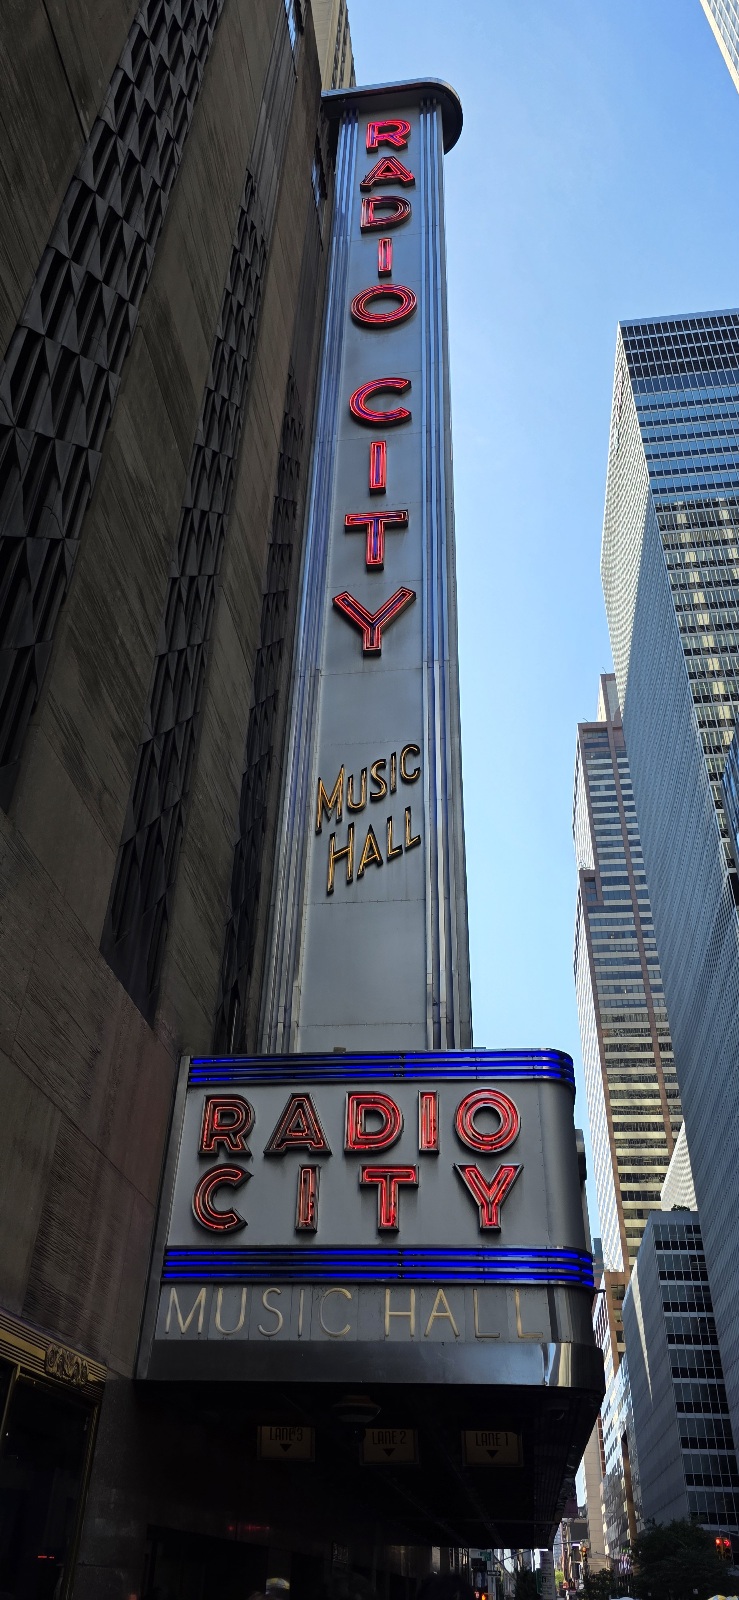 RADIO
CITY
MUSIC
HALL
RADIO
CITY
MUSIC HALL
LANE 3
LANE 2
LANE 1